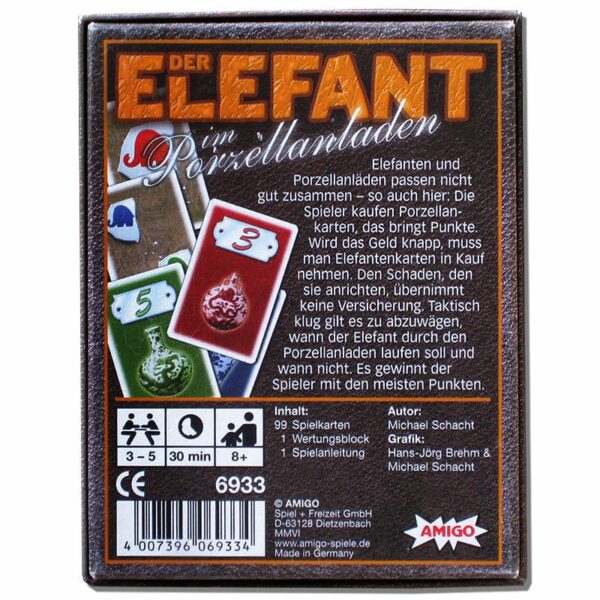 DER
ELEFANT
im
Porzellanladen
Elefanten und
Porzellanläden passen nicht
gut zusammen – so auch hier: Die
Spieler kaufen Porzellan-
karten, das bringt Punkte.
Wird das Geld knapp, muss
man Elefantenkarten in Kauf
nehmen. Den Schaden, den
sie anrichten, übernimmt
keine Versicherung. Taktisch
klug gilt es zu abzuwägen,
wann der Elefant durch den
Porzellanladen laufen soll und
wann nicht. Es gewinnt der
Spieler mit den meisten Punkten.
3
5
3 – 5
30 min
8+
CE
6933
Inhalt:
99 Spielkarten
1 Wertungsblock
1 Spielanleitung
Autor:
Michael Schacht
Grafik:
Hans-Jörg Brehm &
Michael Schacht
© AMIGO
Spiel + Freizeit GmbH
D-63128 Dietzenbach
MMVI
www.amigo-spiele.de
Made in Germany
4 007396 069334
AMIGO